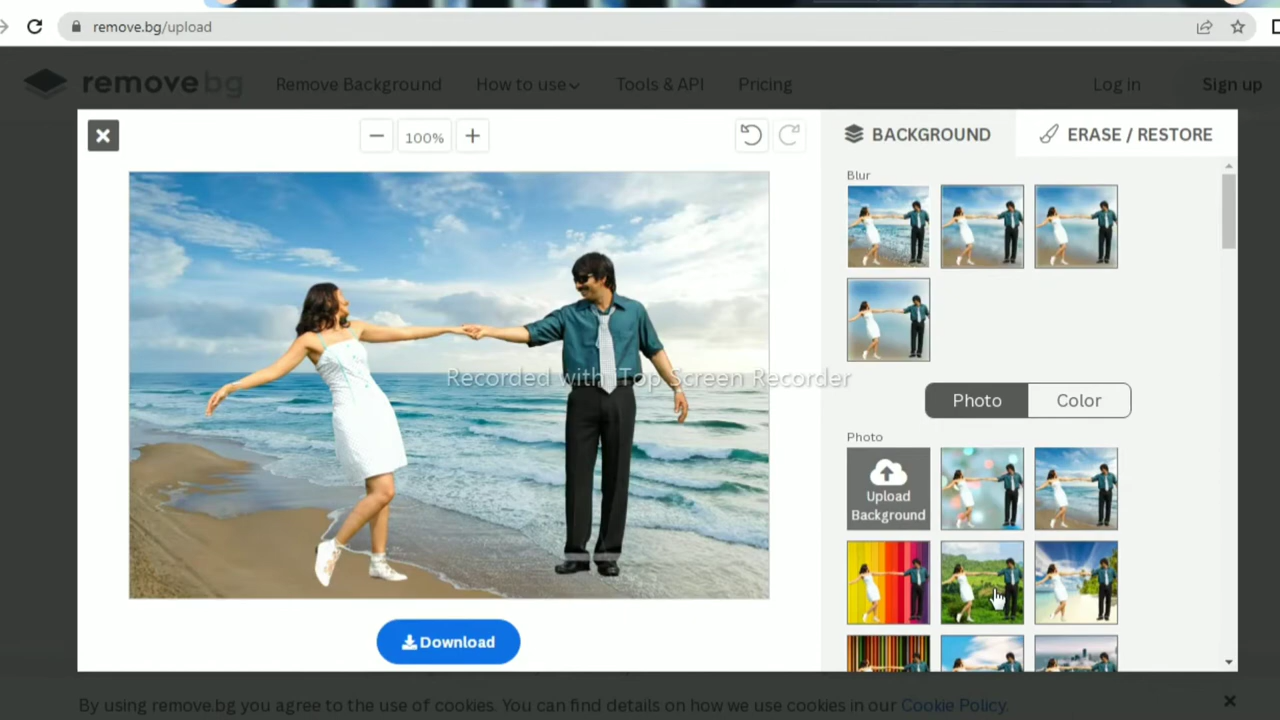 remove.bg/upload
removebg Remove Background How to use Tools & API Pricing Log in Sign up
100% BACKGROUND ERASE / RESTORE
Blur
Recorded with iTop Screen Recorder
Photo Color
Photo
Upload
Background
Download
By using remove.bg you agree to the use of cookies. You can find details on how we use cookies in our Cookie Policy.